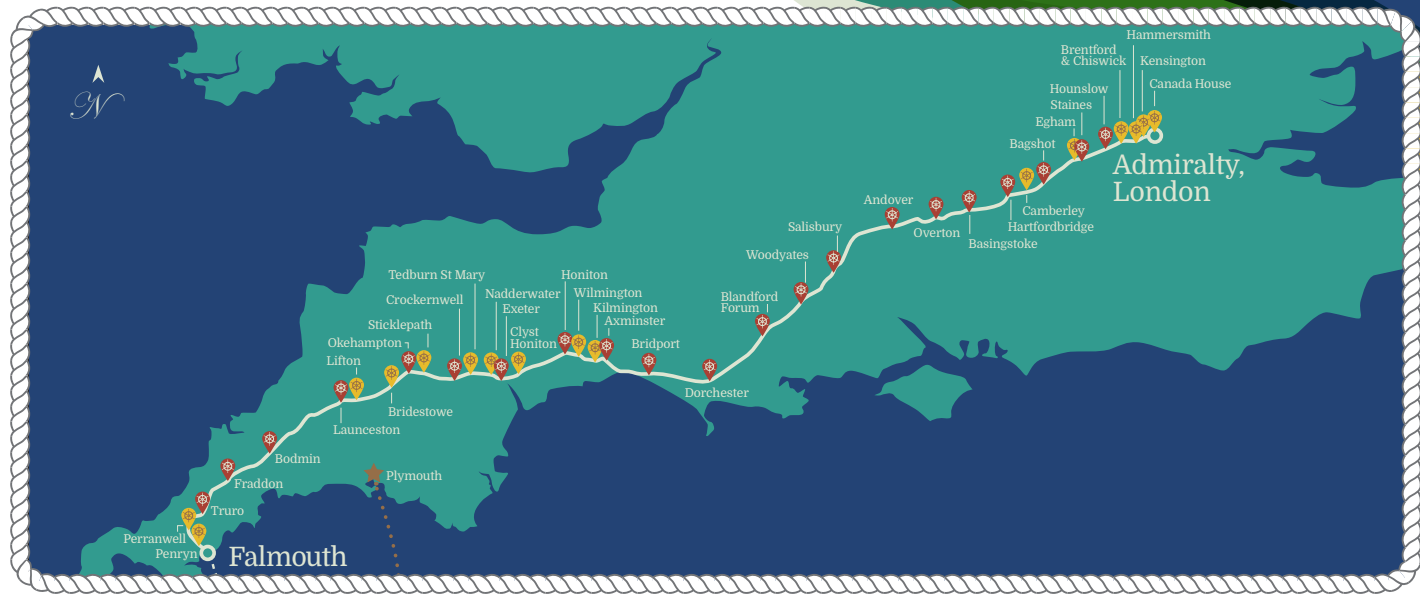 Hammersmith
Brentford
& Chiswick
Kensington
Canada House
Hounslow
Staines
Egham
Bagshot
Admiralty,
London
Camberley
Hartfordbridge
Basingstoke
Overton
Andover
Salisbury
Woodyates
Blandford
Forum
Dorchester
Bridport
Axminster
Kilmington
Wilmington
Honiton
Clyst
Honiton
Exeter
Nadderwater
Tedburn St Mary
Crockernwell
Sticklepath
Okehampton
Lifton
Bridestowe
Launceston
Bodmin
Plymouth
Fraddon
Truro
Perranwell
Penryn
Falmouth
N